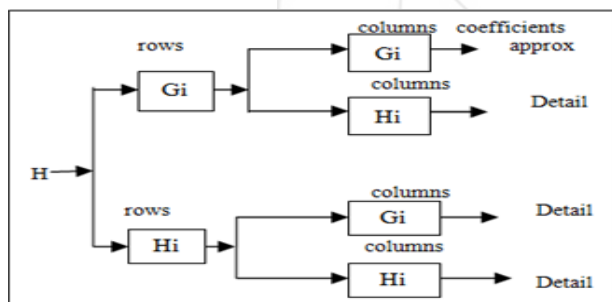 columns coefficients
rows Gi approx
Gi columns
Hi Detail
H
rows columns
Gi Detail
Hi columns
Hi Detail